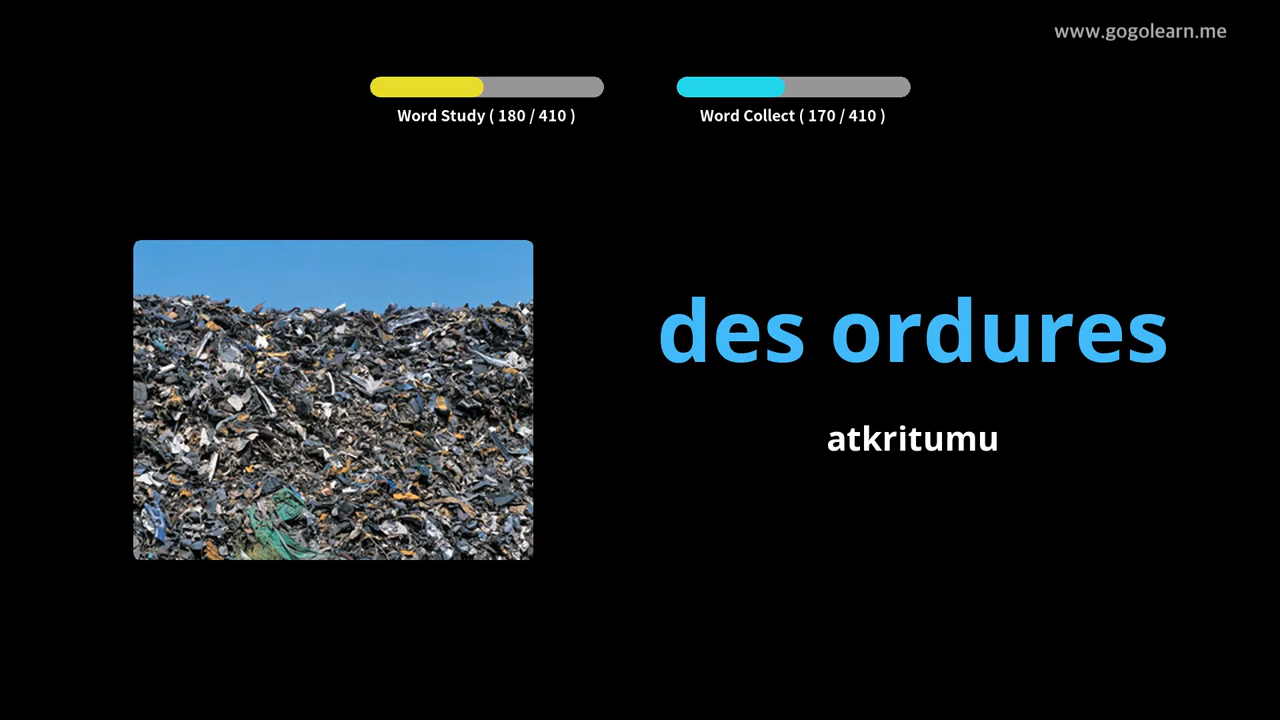 www.gogolearn.me
Word Study ( 180 / 410 )
Word Collect ( 170 / 410 )
des ordures
atkritumu